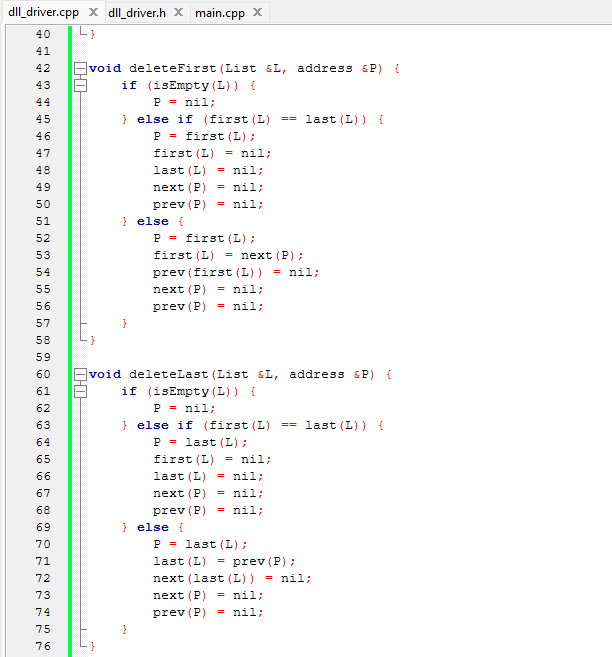 dll_driver.cpp X dll_driver.h X main.cpp X
40 }
41
42 void deleteFirst(List &L, address &P) {
43     if (isEmpty(L)) {
44         P = nil;
45     } else if (first(L) == last(L)) {
46         P = first(L);
47         first(L) = nil;
48         last(L) = nil;
49         next(P) = nil;
50         prev(P) = nil;
51     } else {
52         P = first(L);
53         first(L) = next(P);
54         prev(first(L)) = nil;
55         next(P) = nil;
56         prev(P) = nil;
57     }
58 }
59
60 void deleteLast(List &L, address &P) {
61     if (isEmpty(L)) {
62         P = nil;
63     } else if (first(L) == last(L)) {
64         P = last(L);
65         first(L) = nil;
66         last(L) = nil;
67         next(P) = nil;
68         prev(P) = nil;
69     } else {
70         P = last(L);
71         last(L) = prev(P);
72         next(last(L)) = nil;
73         next(P) = nil;
74         prev(P) = nil;
75     }
76 }